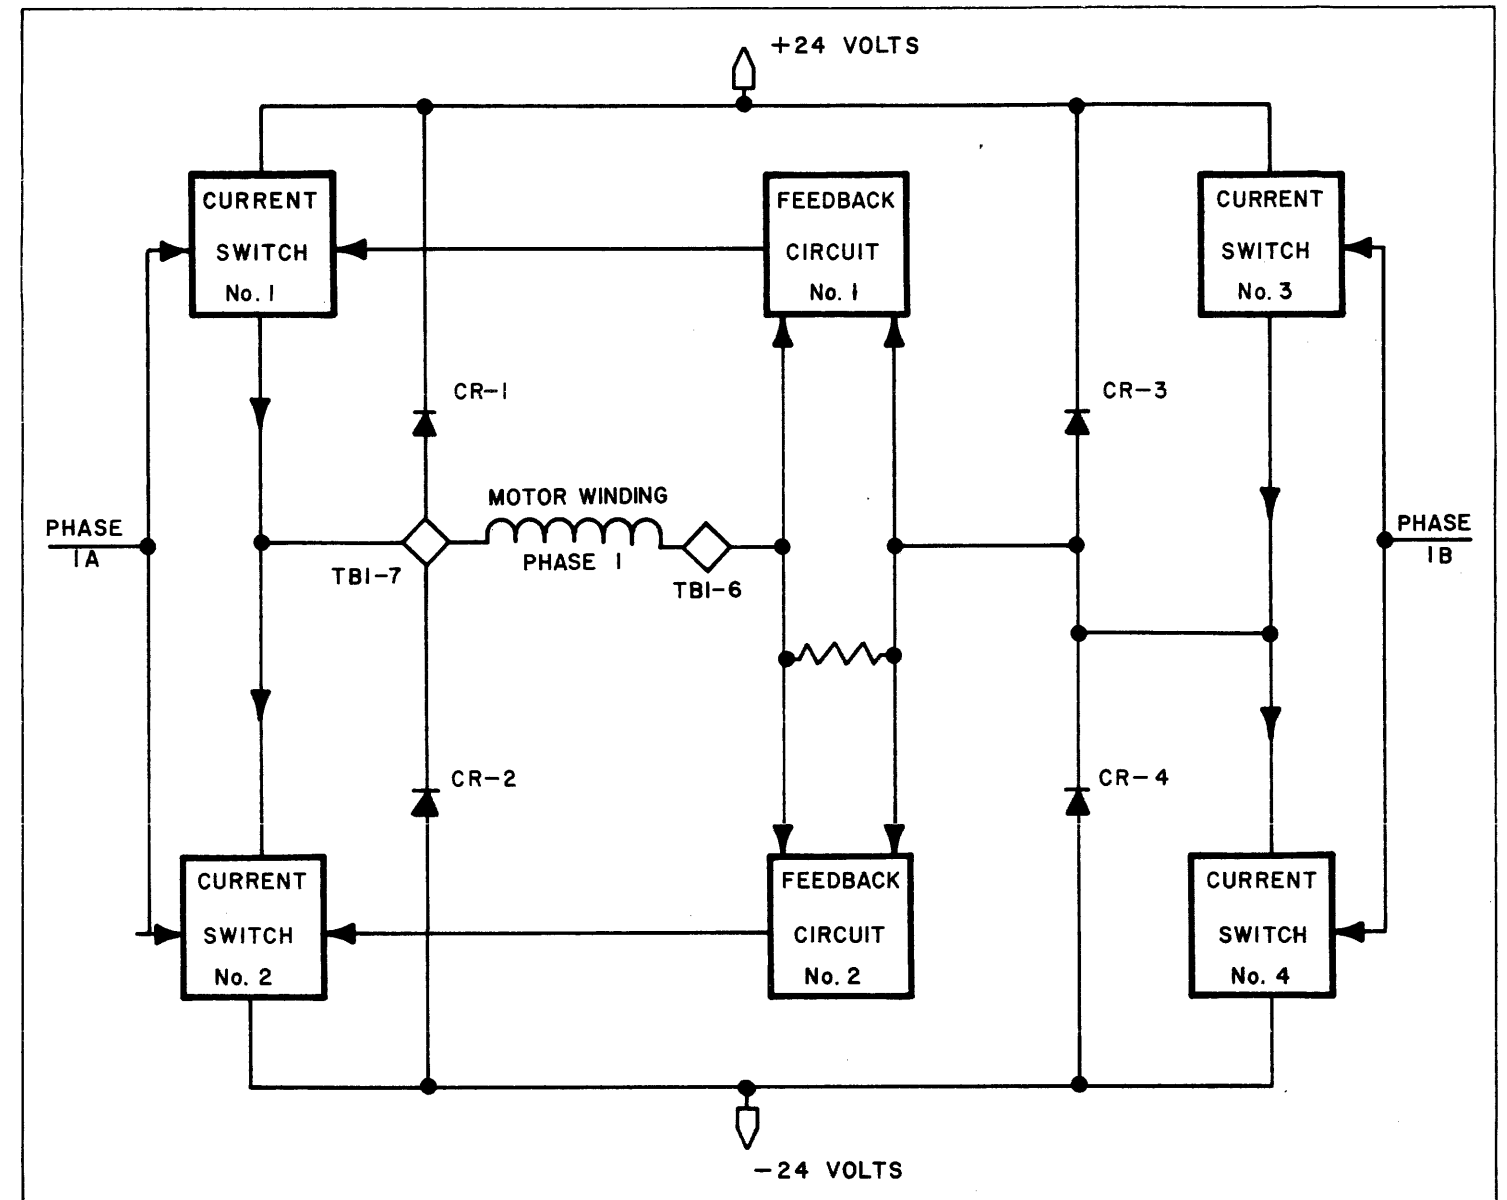 +24 VOLTS
CURRENT
SWITCH
No. 1
FEEDBACK
CIRCUIT
No. 1
CURRENT
SWITCH
No. 3
CR-1
CR-3
MOTOR WINDING
PHASE 1
PHASE
1A
TB1-7
TB1-6
PHASE
1B
CR-2
CR-4
CURRENT
SWITCH
No. 2
FEEDBACK
CIRCUIT
No. 2
CURRENT
SWITCH
No. 4
-24 VOLTS